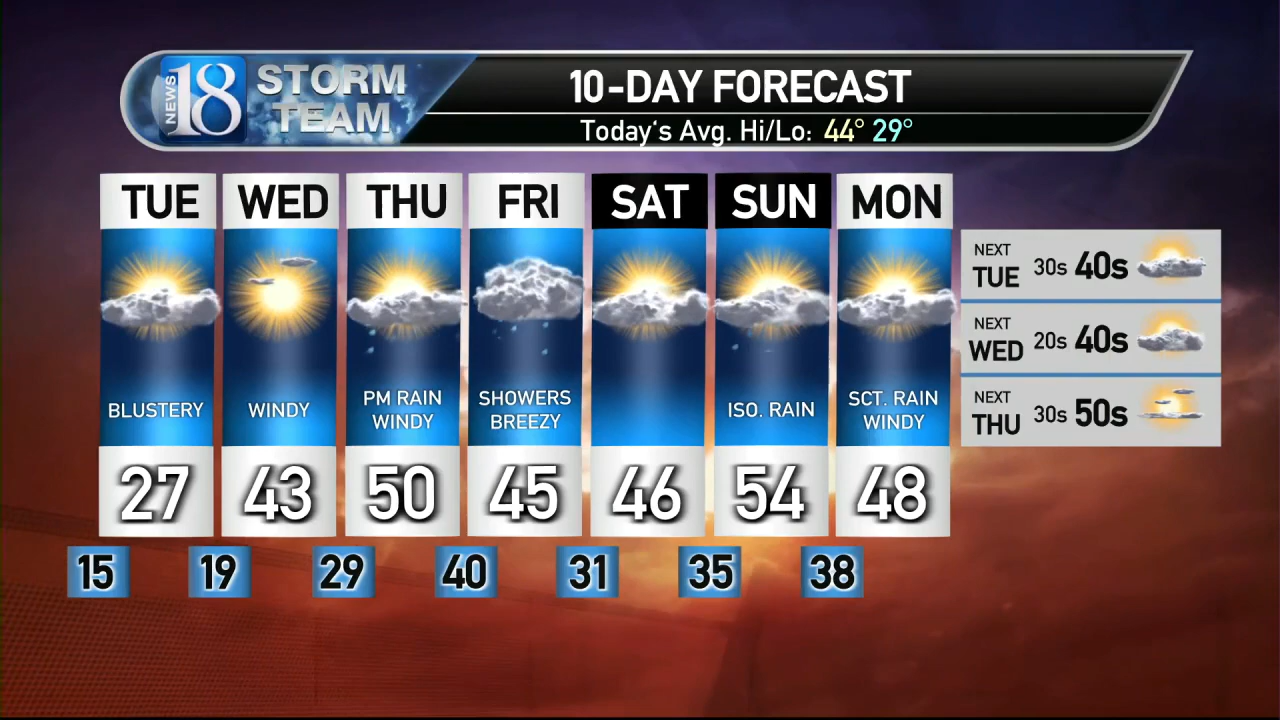 NEWS 18
STORM
TEAM
10-DAY FORECAST
Today's Avg. Hi/Lo: 44° 29°
TUE WED THU FRI SAT SUN MON
BLUSTERY
WINDY
PM RAIN
WINDY
SHOWERS
BREEZY
ISO. RAIN
SCT. RAIN
WINDY
27 43 50 45 46 54 48
15 19 29 40 31 35 38
NEXT
TUE 30s 40s
NEXT
WED 20s 40s
NEXT
THU 30s 50s